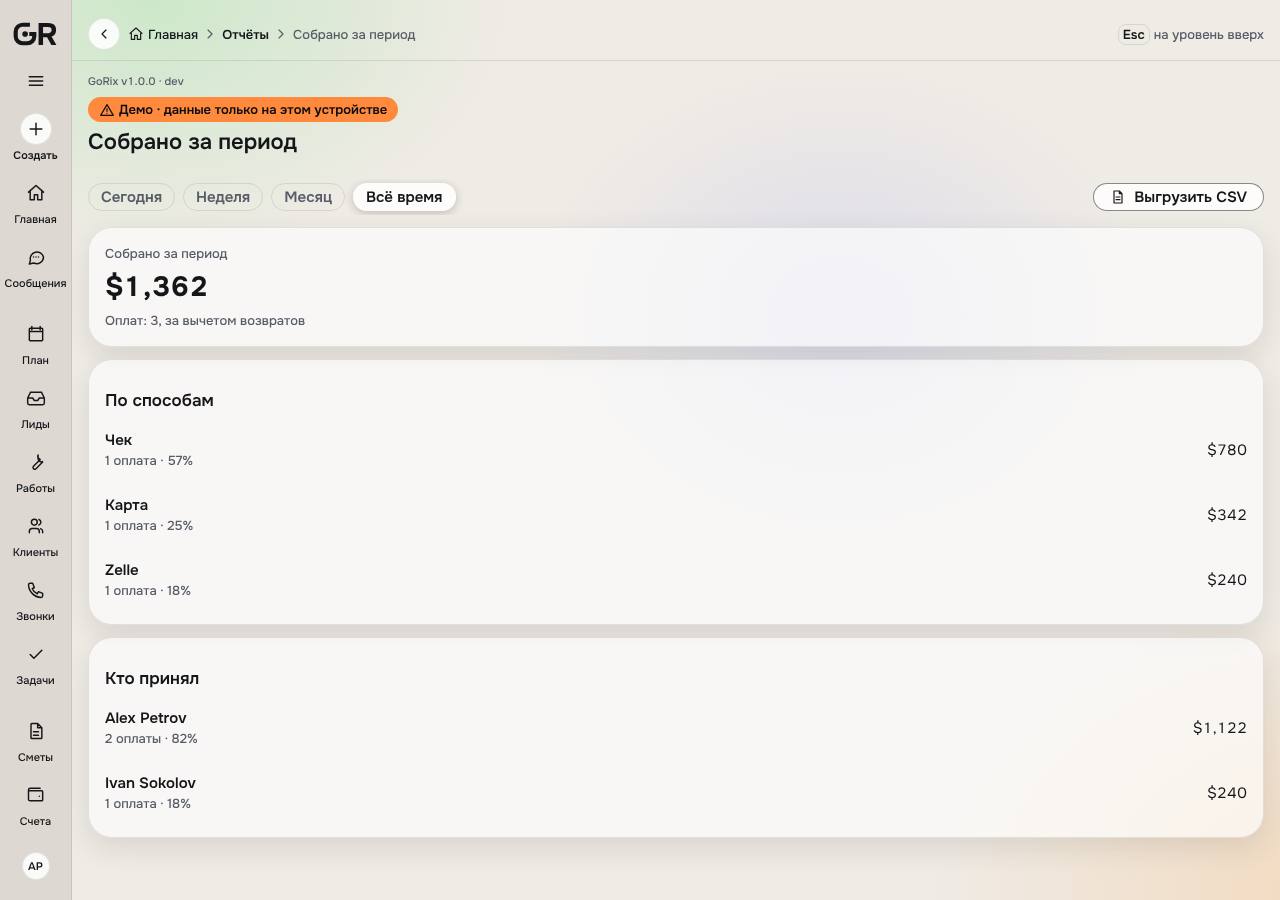 GR
Главная
Отчёты
Собрано за период
Esc на уровень вверх
GoRix v1.0.0 · dev
Демо · данные только на этом устройстве
Собрано за период
Создать
Главная
Сообщения
План
Лиды
Работы
Клиенты
Звонки
Задачи
Сметы
Счета
AP
Сегодня
Неделя
Месяц
Всё время
Выгрузить CSV
Собрано за период
$1,362
Оплат: 3, за вычетом возвратов
По способам
Чек
1 оплата · 57%
$780
Карта
1 оплата · 25%
$342
Zelle
1 оплата · 18%
$240
Кто принял
Alex Petrov
2 оплаты · 82%
$1,122
Ivan Sokolov
1 оплата · 18%
$240